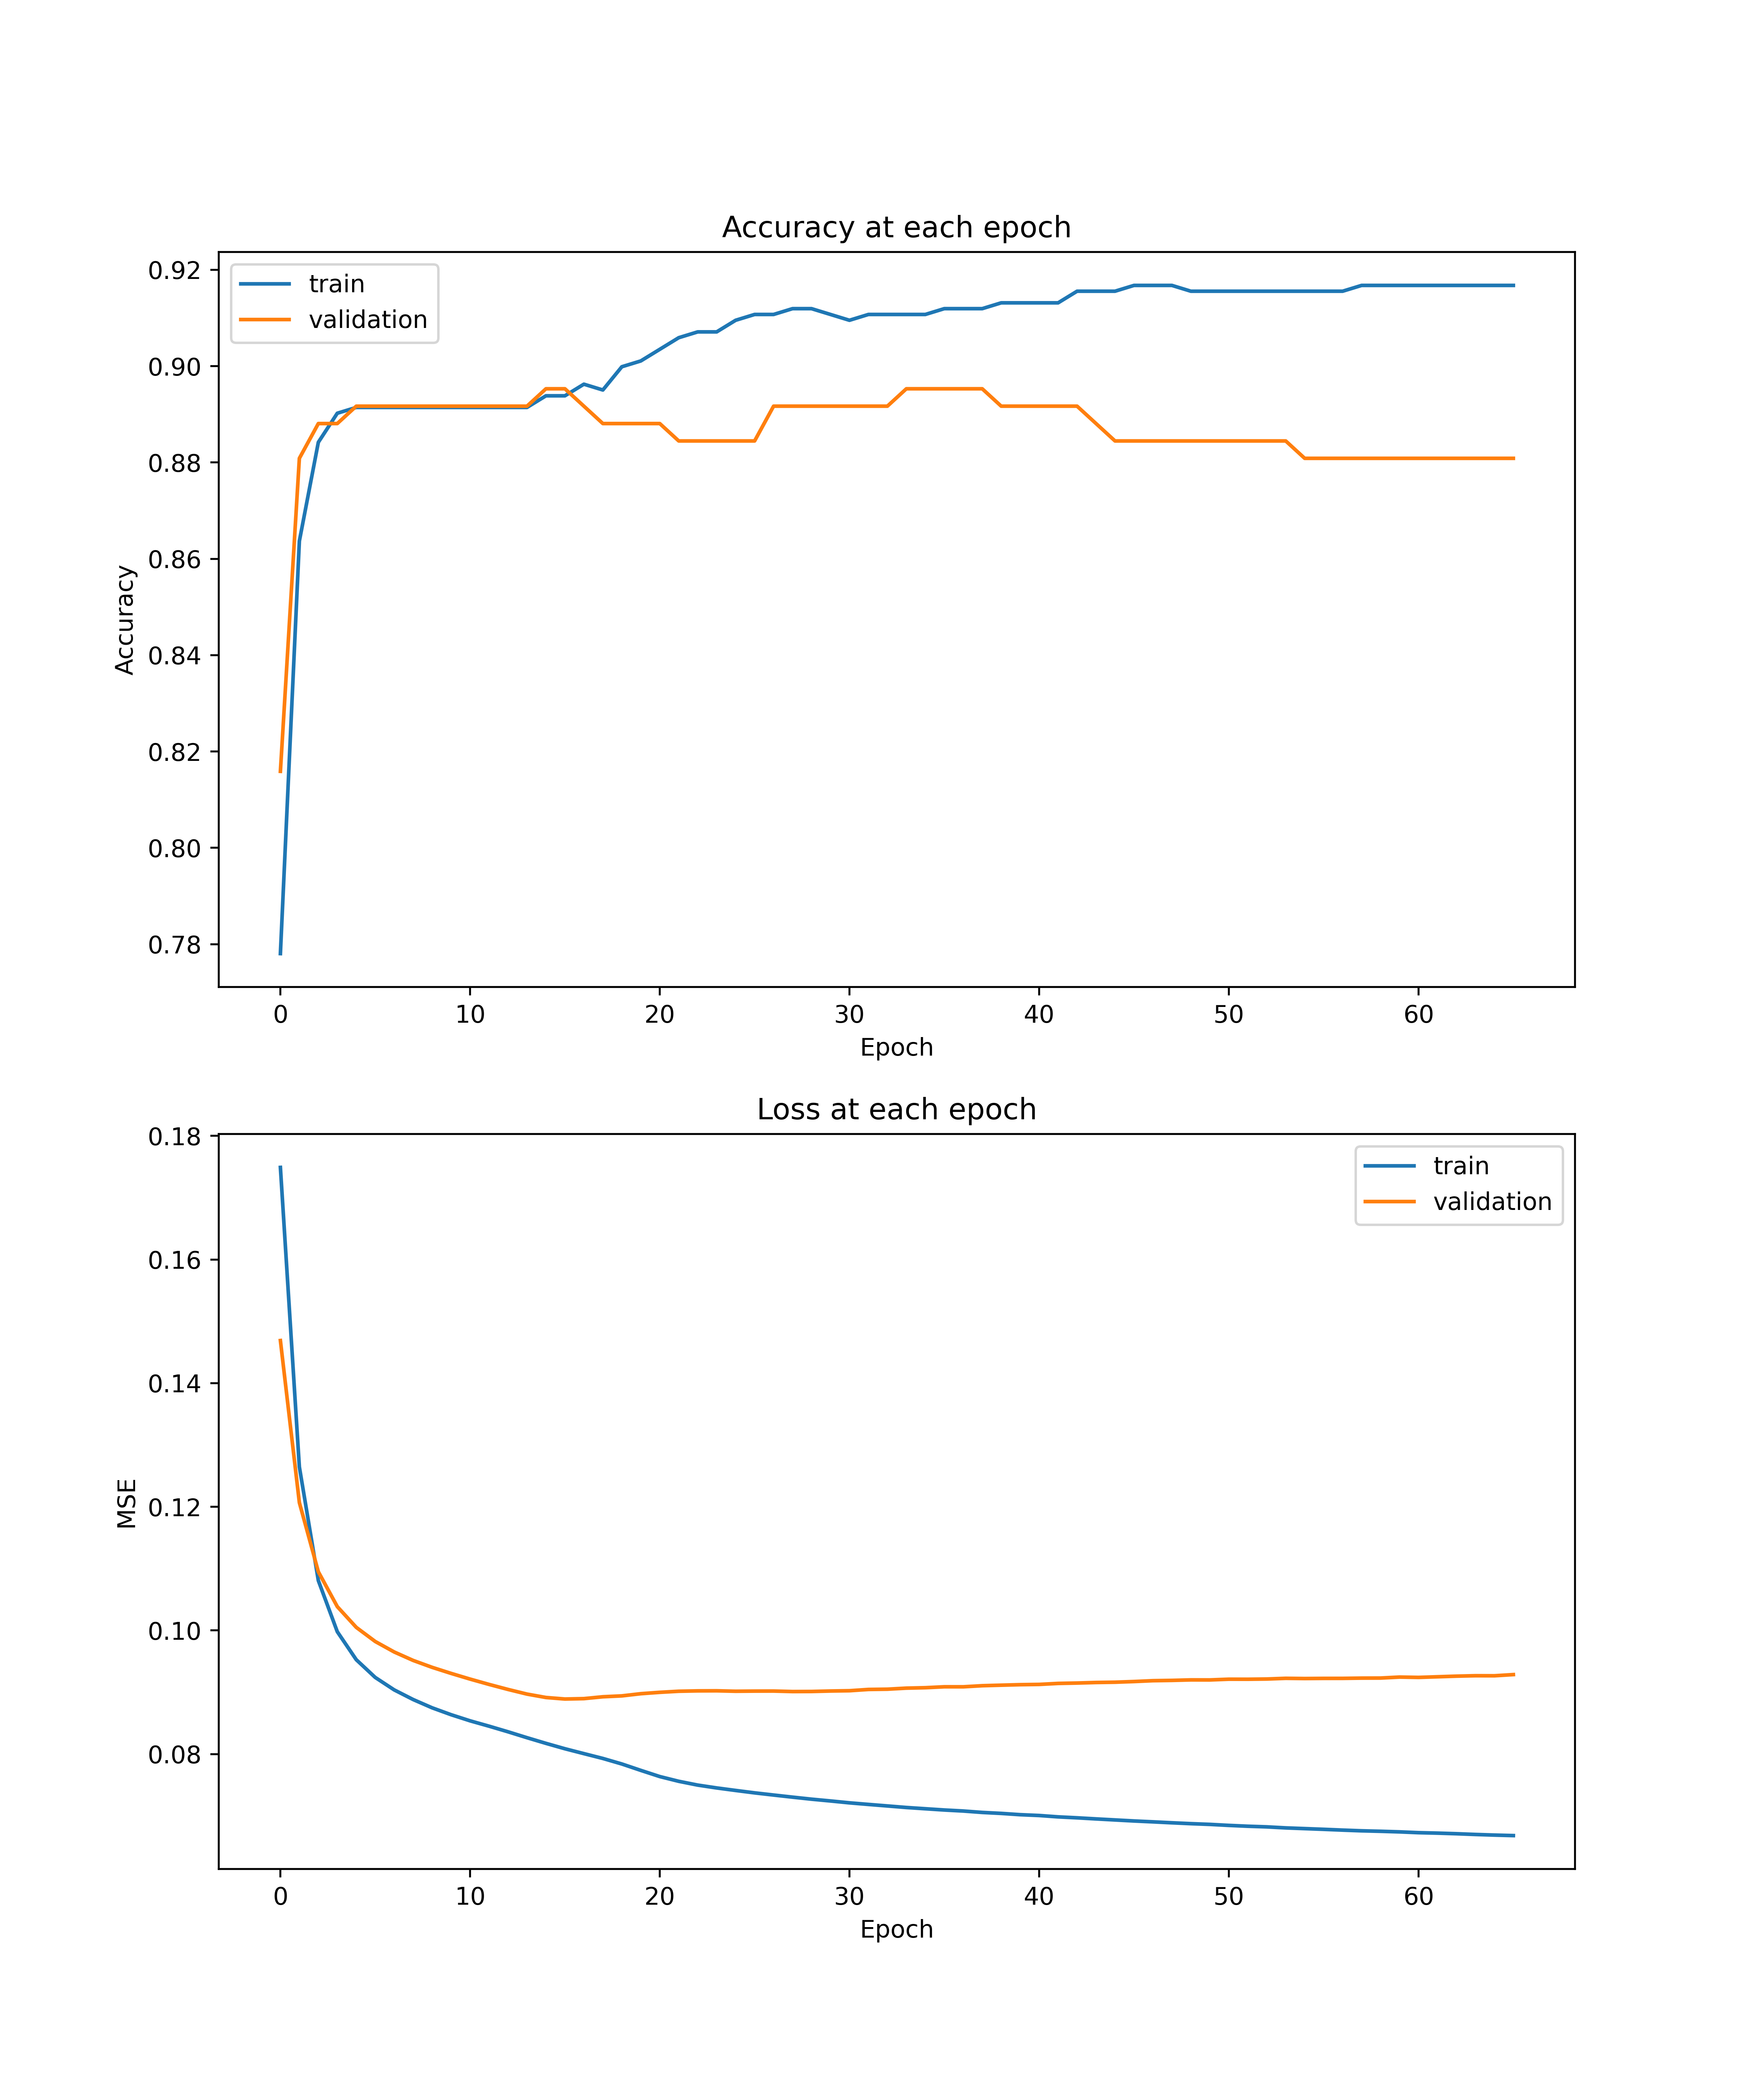 Accuracy at each epoch
train
validation
0.92
0.90
0.88
0.86
0.84
0.82
0.80
0.78
Accuracy
0 10 20 30 40 50 60
Epoch
Loss at each epoch
train
validation
0.18
0.16
0.14
0.12
0.10
0.08
MSE
0 10 20 30 40 50 60
Epoch